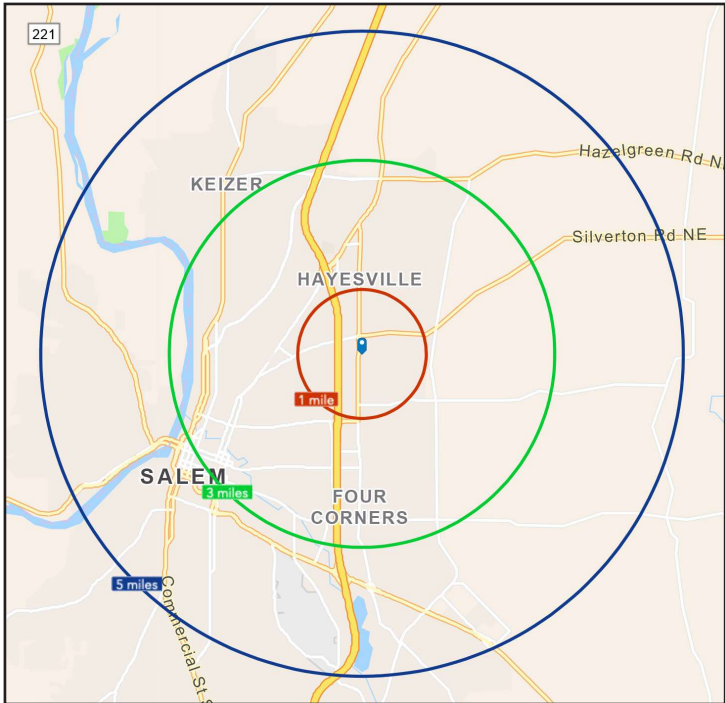 221
Hazelgreen Rd N
KEIZER
Silverton Rd NE
HAYESVILLE
1 mile
SALEM
3 miles
FOUR
CORNERS
5 miles
Commercial St S